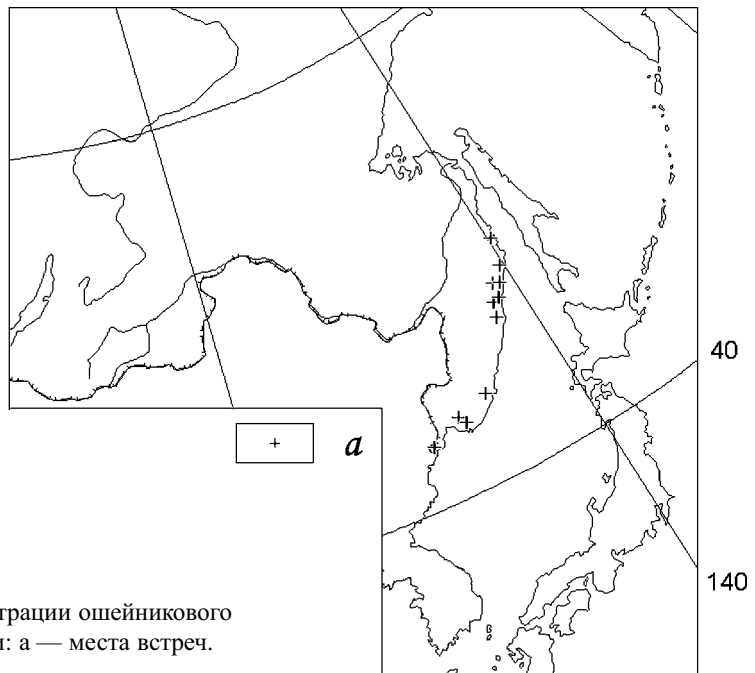 40
a
140
трации ошейникового
и: а — места встреч.